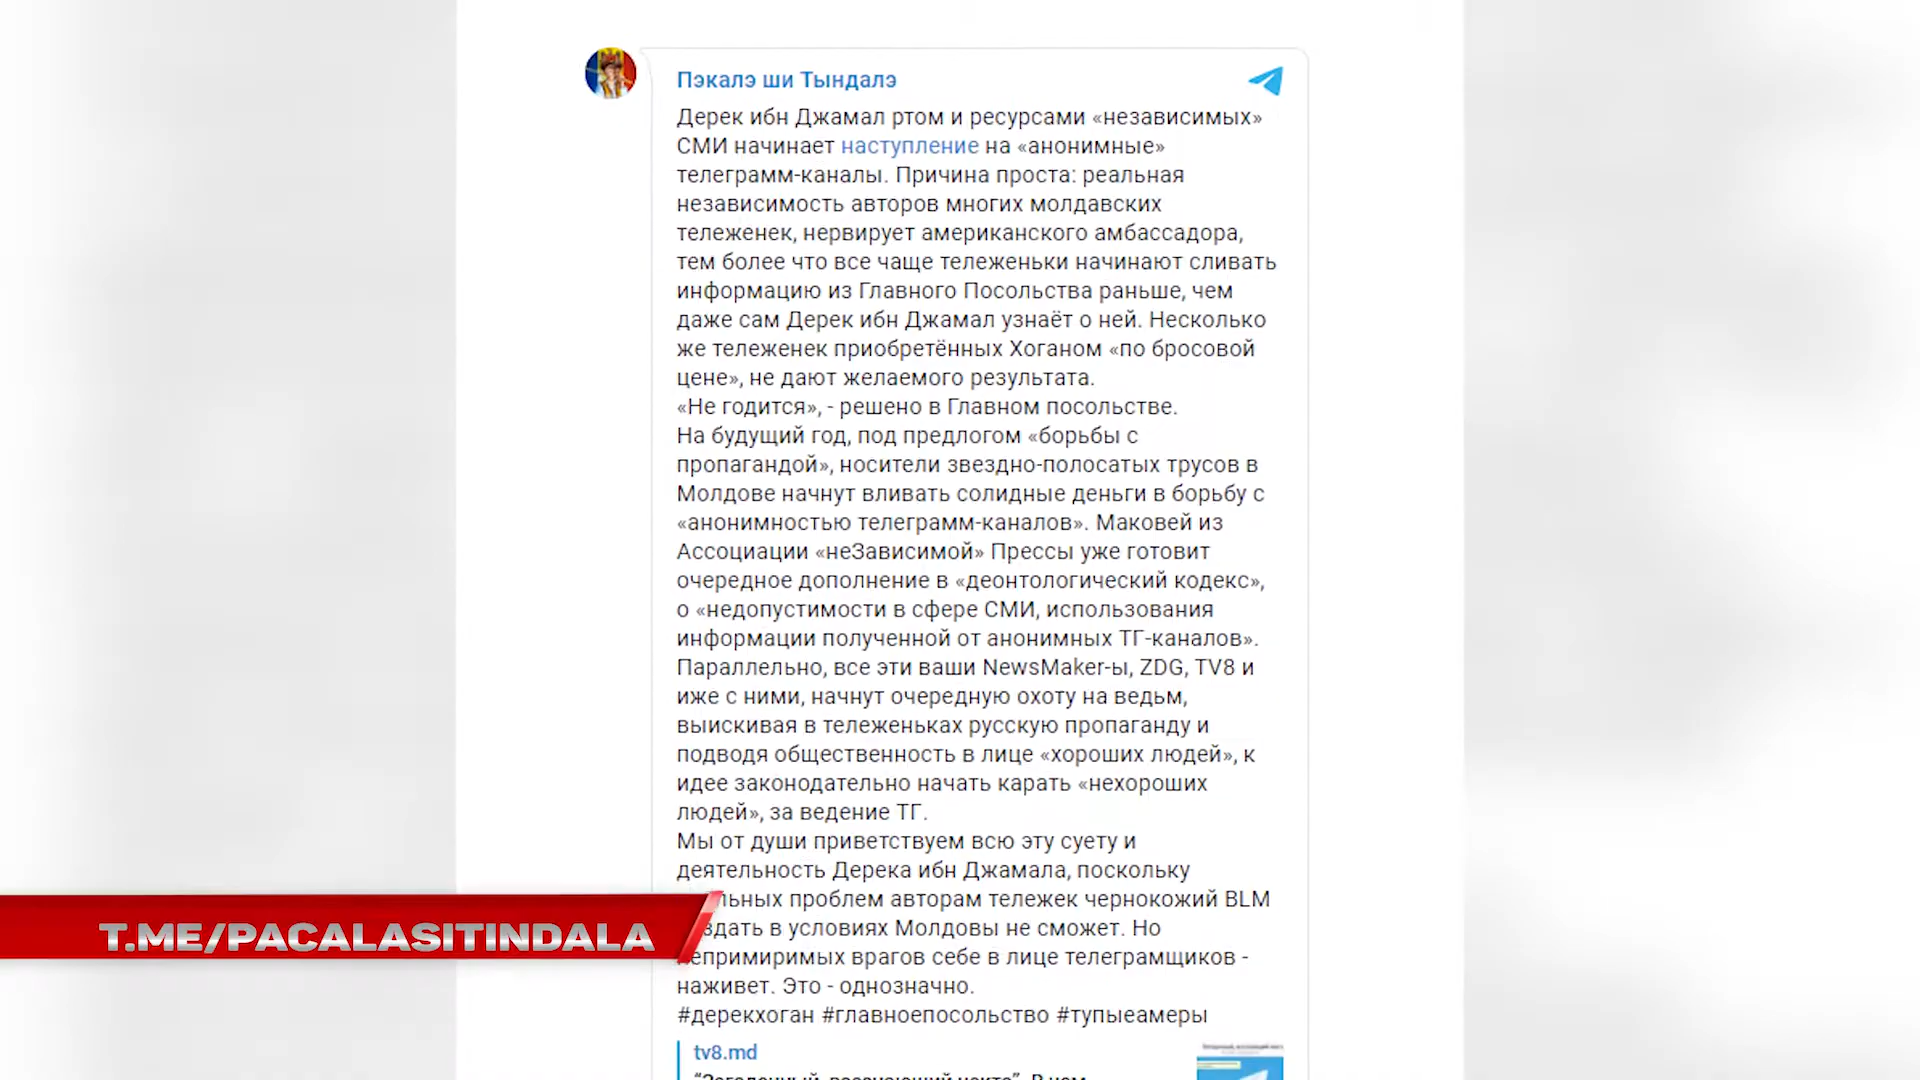 Пэкалэ ши Тындалэ
Дерек ибн Джамал ртом и ресурсами «независимых»
СМИ начинает наступление на «анонимные»
телеграмм-каналы. Причина проста: реальная
независимость авторов многих молдавских
тележенек, нервирует американского амбассадора,
тем более что все чаще тележеньки начинают сливать
информацию из Главного Посольства раньше, чем
даже сам Дерек ибн Джамал узнаёт о ней. Несколько
же тележенек приобретённых Хоганом «по бросовой
цене», не дают желаемого результата.
«Не годится», - решено в Главном посольстве.
На будущий год, под предлогом «борьбы с
пропагандой», носители звездно-полосатых трусов в
Молдове начнут вливать солидные деньги в борьбу с
«анонимностью телеграмм-каналов». Маковей из
Ассоциации «неЗависимой» Прессы уже готовит
очередное дополнение в «деонтологический кодекс»,
о «недопустимости в сфере СМИ, использования
информации полученной от анонимных ТГ-каналов».
Параллельно, все эти ваши NewsMaker-ы, ZDG, TV8 и
иже с ними, начнут очередную охоту на ведьм,
выискивая в тележеньках русскую пропаганду и
подводя общественность в лице «хороших людей», к
идее законодательно начать карать «нехороших
людей», за ведение ТГ.
Мы от души приветствуем всю эту суету и
деятельность Дерека ибн Джамала, поскольку
проблем авторам тележек чернокожий BLM
в условиях Молдовы не сможет. Но
непримиримых врагов себе в лице телеграмщиков -
наживет. Это - однозначно.
#дерекхоган #главноепосольство #тупыеамеры
tv8.md
T.ME/PACALASITINDALA